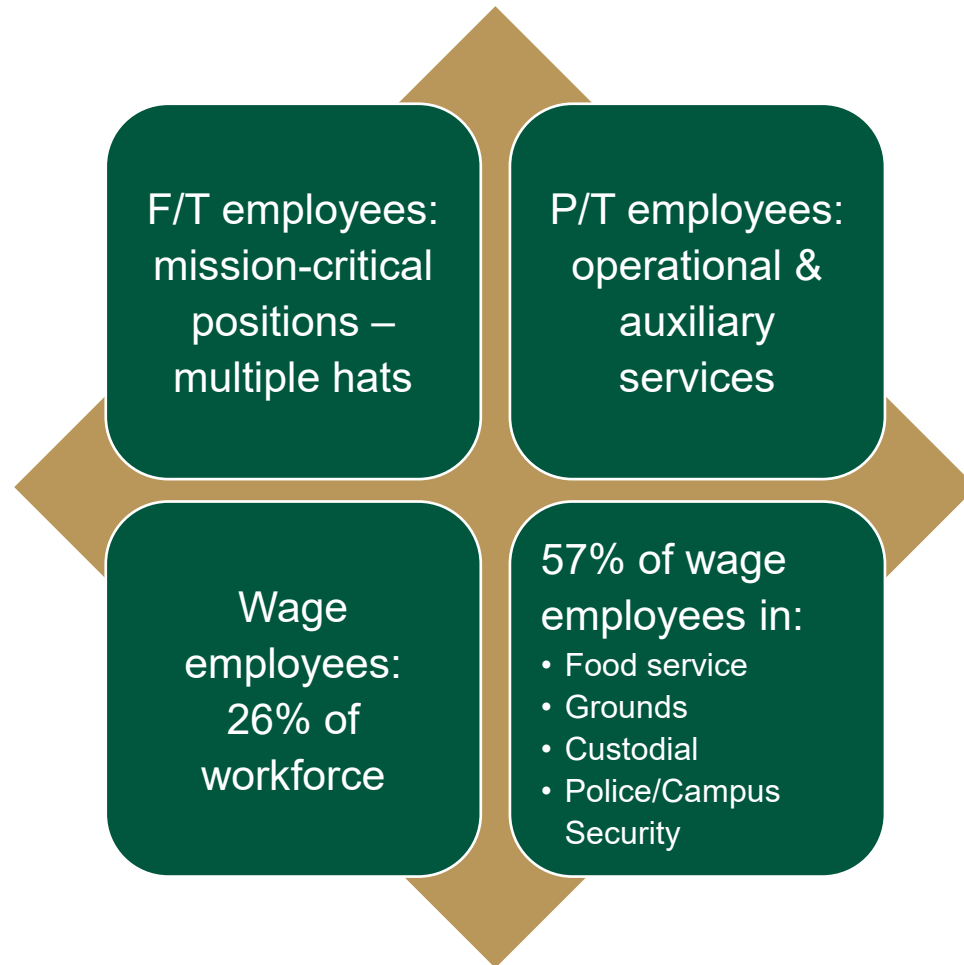 F/T employees:
mission-critical
positions –
multiple hats
P/T employees:
operational &
auxiliary
services
Wage
employees:
26% of
workforce
57% of wage
employees in:
• Food service
• Grounds
• Custodial
• Police/Campus
Security